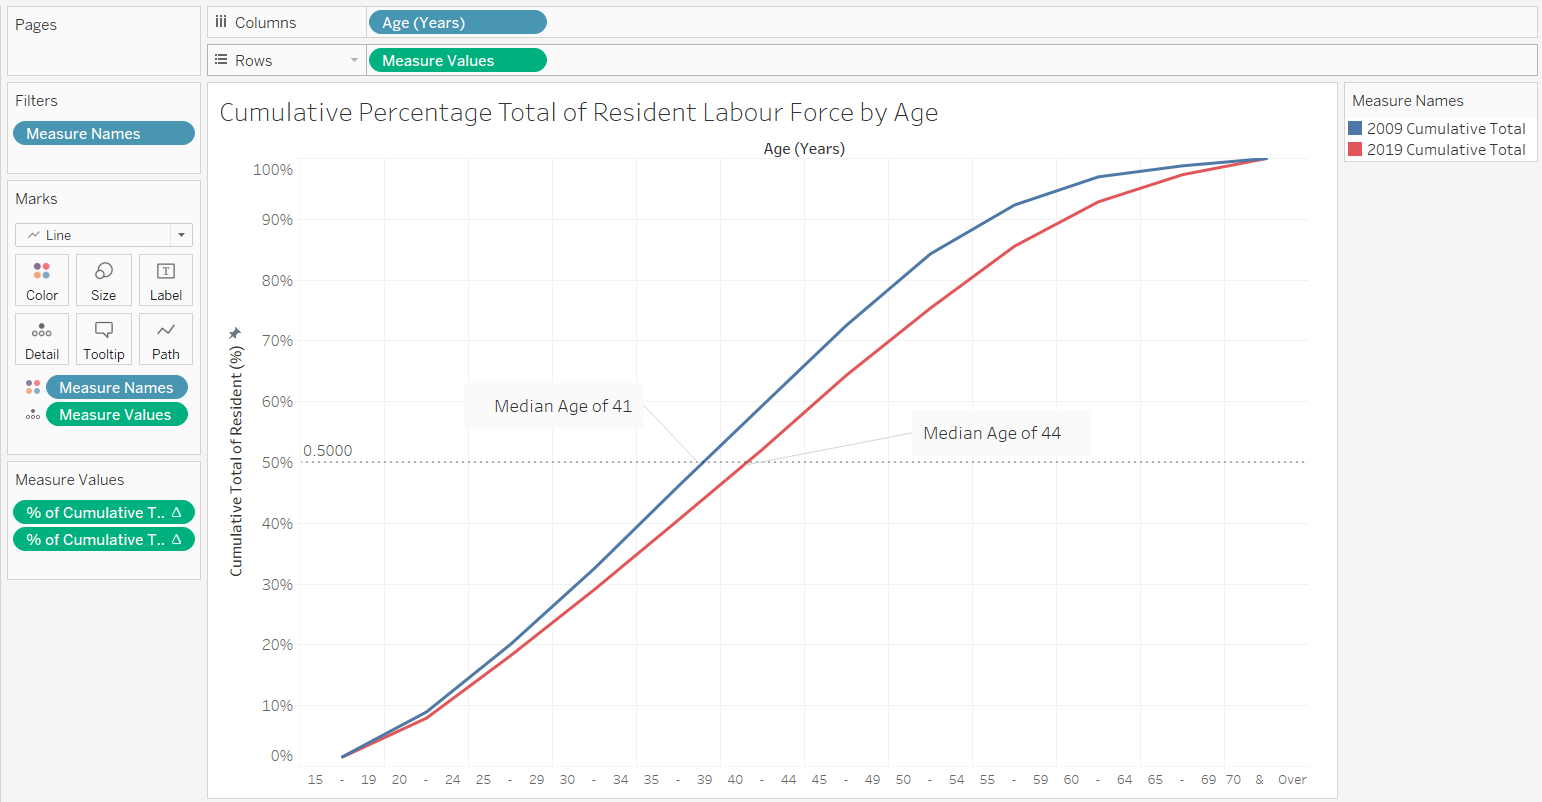 Pages
Columns
Age (Years)
Rows
Measure Values
Filters
Measure Names
Marks
Line
Color
Size
Label
Detail
Tooltip
Path
Measure Names
Measure Values
Measure Values
% of Cumulative T.. Δ
% of Cumulative T.. Δ
Cumulative Percentage Total of Resident Labour Force by Age
Age (Years)
Cumulative Total of Resident (%)
100%
90%
80%
70%
60%
50%
40%
30%
20%
10%
0%
0.5000
Median Age of 41
Median Age of 44
15 - 19 20 - 24 25 - 29 30 - 34 35 - 39 40 - 44 45 - 49 50 - 54 55 - 59 60 - 64 65 - 69 70 & Over
Measure Names
2009 Cumulative Total
2019 Cumulative Total